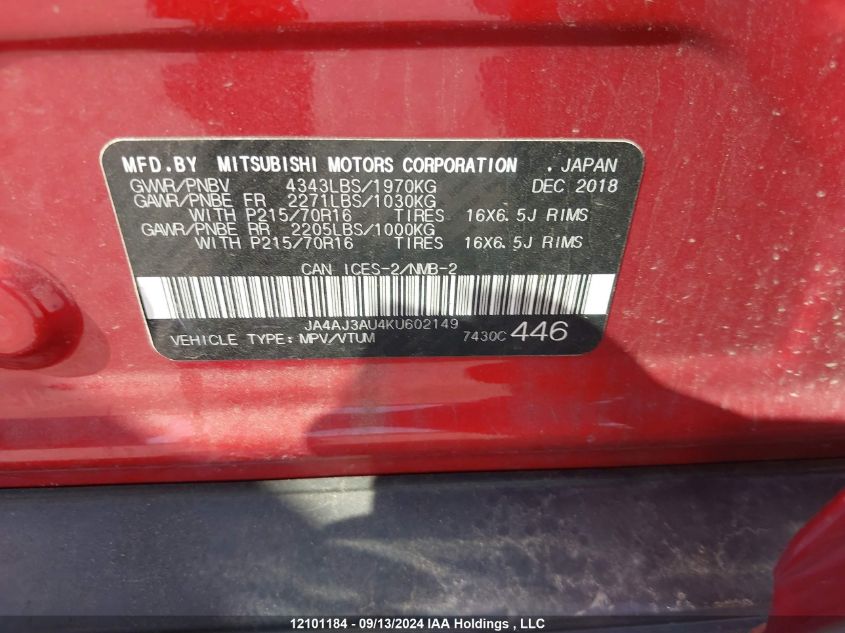 MFD.BY MITSUBISHI MOTORS CORPORATION . JAPAN
GVWR/PNBV 4343LBS/1970KG DEC 2018
GAWR/PNBE FR 2271LBS/1030KG
WITH P215/70R16 TIRES 16X6.5J RIMS
GAWR/PNBE RR 2205LBS/1000KG
WITH P215/70R16 TIRES 16X6.5J RIMS
CAN ICES-2/NMB-2
JA4AJ3AU4KU602149
VEHICLE TYPE: MPV/VTUM 7430C 446
12101184 - 09/13/2024 IAA Holdings , LLC